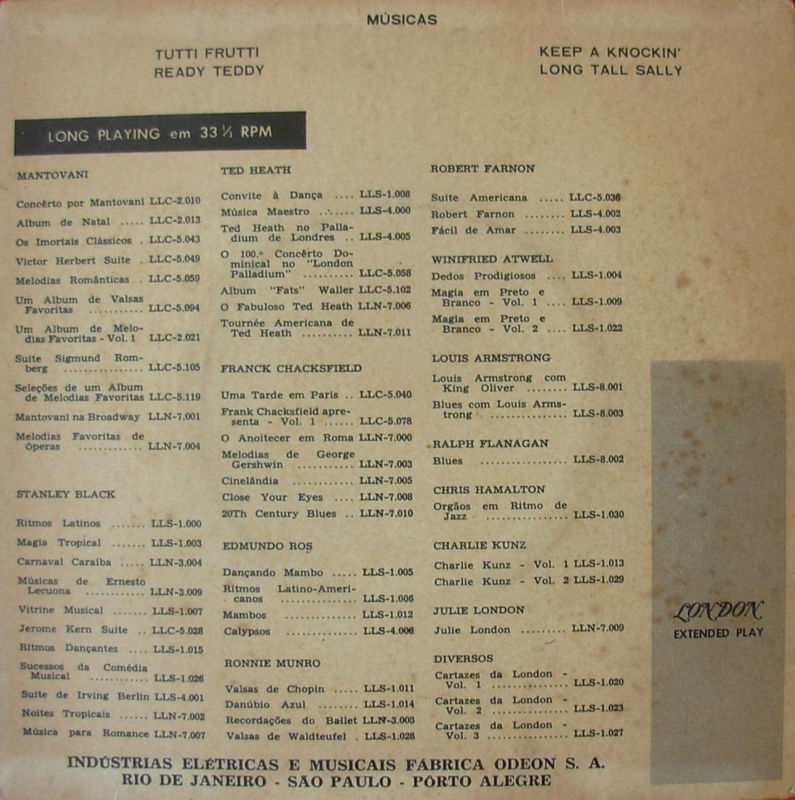 MÚSICAS
TUTTI FRUTTI
READY TEDDY
KEEP A KNOCKIN'
LONG TALL SALLY
LONG PLAYING em 33⅓ RPM
MANTOVANI
Concêrto por Mantovani LLC-2.010
Album de Natal ..... LLC-2.013
Os Imortais Clássicos . LLC-5.043
Victor Herbert Suite . LLC-5.049
Melodias Românticas . LLC-5.059
Um Album de Valsas
Favoritas ........... LLC-5.094
Um Album de Melo-
dias Favoritas - Vol. 1 LLC-2.021
Suite Sigmund Rom-
berg ................ LLC-5.105
Seleções de um Album
de Melodias Favoritas LLC-5.119
Mantovani na Broadway LLN-7.001
Melodias Favoritas de
Óperas ............. LLN-7.004
STANLEY BLACK
Ritmos Latinos ....... LLS-1.000
Magia Tropical ....... LLS-1.003
Carnaval Caraíba ..... LLN-3.004
Músicas de Ernesto
Lecuona ............ LLN-3.009
Vitrine Musical ....... LLS-1.007
Jerome Kern Suite .. LLC-5.028
Ritmos Dançantes .... LLS-1.015
Sucessos da Comédia
Musical ............ LLS-1.026
Suite de Irving Berlin LLS-4.001
Noites Tropicais ...... LLN-7.002
Música para Romance LLN-7.007
TED HEATH
Convite à Dança .... LLS-1.008
Música Maestro ...... LLS-4.000
Ted Heath no Palla-
dium de Londres .. LLS-4.005
O 100.º Concêrto Do-
minical no "London
Palladium" .......... LLC-5.058
Album "Fats" Waller LLC-5.102
O Fabuloso Ted Heath LLN-7.006
Tournée Americana de
Ted Heath .......... LLN-7.011
FRANCK CHACKSFIELD
Uma Tarde em Paris .. LLC-5.040
Frank Chacksfield apre-
senta - Vol. 1 ...... LLC-5.078
O Anoitecer em Roma LLN-7.000
Melodias de George
Gershwin ........... LLN-7.003
Cinelândia ............ LLN-7.005
Close Your Eyes .... LLN-7.008
20Th Century Blues .. LLN-7.010
EDMUNDO ROS
Dançando Mambo ..... LLS-1.005
Ritmos Latino-Ameri-
canos .............. LLS-1.006
Mambos ............. LLS-1.012
Calypsos ............. LLS-4.006
RONNIE MUNRO
Valsas de Chopin ..... LLS-1.011
Danúbio Azul ........ LLS-1.014
Recordações do Ballet LLN-3.003
Valsas de Waldteufel . LLS-1.028
ROBERT FARNON
Suite Americana ..... LLC-5.036
Robert Farnon ........ LLS-4.002
Fácil de Amar ........ LLS-4.003
WINIFRED ATWELL
Dedos Prodigiosos .... LLS-1.004
Magia em Preto e
Branco - Vol. 1 .... LLS-1.009
Magia em Preto e
Branco - Vol. 2 .... LLS-1.022
LOUIS ARMSTRONG
Louis Armstrong com
King Oliver ........ LLS-8.001
Blues com Louis Arms-
trong ............... LLS-8.003
RALPH FLANAGAN
Blues ................ LLS-8.002
CHRIS HAMALTON
Orgãos em Ritmo de
Jazz ................ LLS-1.030
CHARLIE KUNZ
Charlie Kunz - Vol. 1 LLS-1.013
Charlie Kunz - Vol. 2 LLS-1.029
JULIE LONDON
Julie London ......... LLN-7.009
DIVERSOS
Cartazes da London -
Vol. 1 ............... LLS-1.020
Cartazes da London -
Vol. 2 ............... LLS-1.023
Cartazes da London -
Vol. 3 ............... LLS-1.027
LONDON
EXTENDED PLAY
INDÚSTRIAS ELÉTRICAS E MUSICAIS FÁBRICA ODEON S. A.
RIO DE JANEIRO - SÃO PAULO - PÔRTO ALEGRE